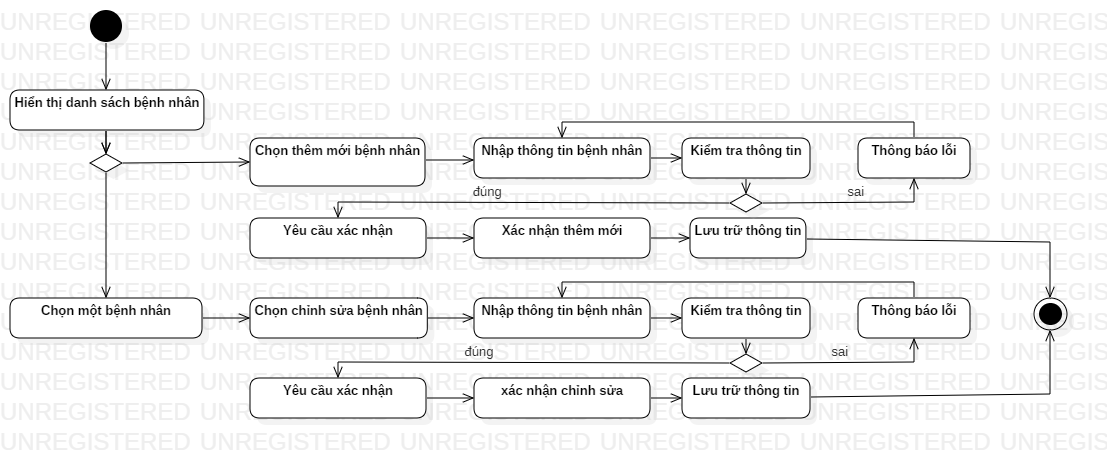 Hiển thị danh sách bệnh nhân
Chọn thêm mới bệnh nhân
Nhập thông tin bệnh nhân
Kiểm tra thông tin
Thông báo lỗi
đúng
sai
Yêu cầu xác nhận
Xác nhận thêm mới
Lưu trữ thông tin
Chọn một bệnh nhân
Chọn chỉnh sửa bệnh nhân
Nhập thông tin bệnh nhân
Kiểm tra thông tin
Thông báo lỗi
đúng
sai
Yêu cầu xác nhận
xác nhận chỉnh sửa
Lưu trữ thông tin
UNREGISTERED